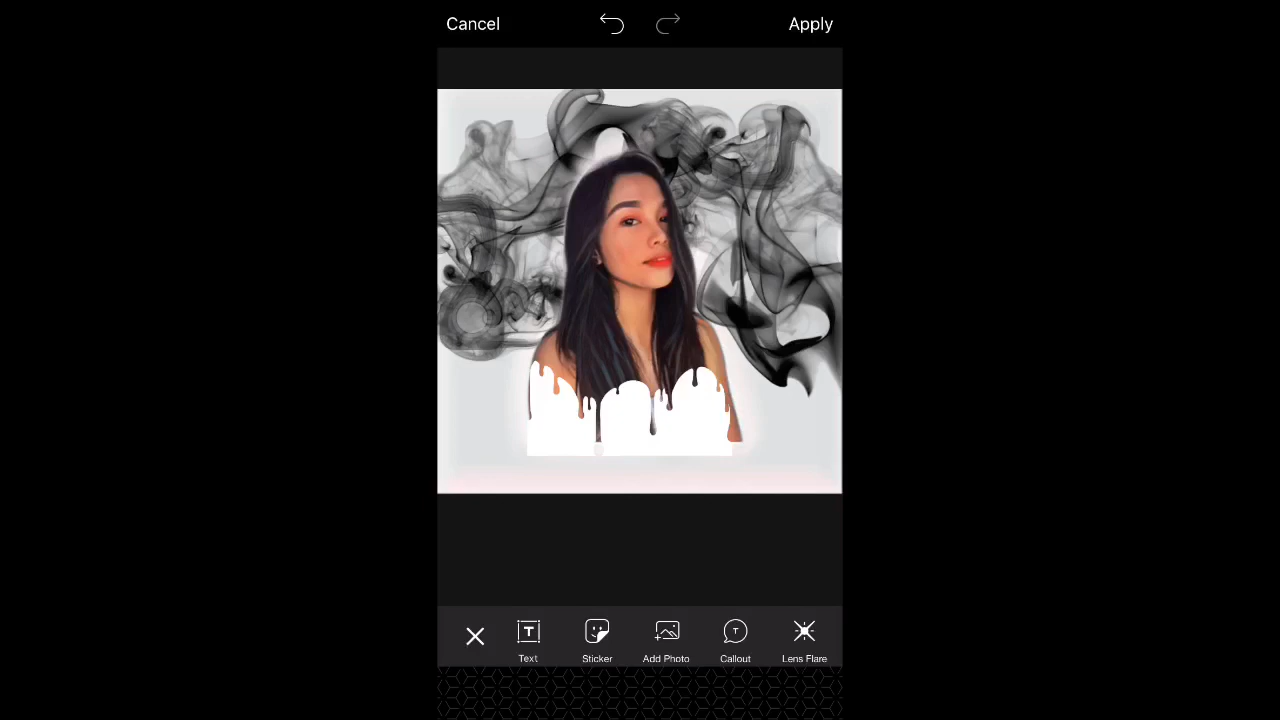 Cancel
Apply
Text
Sticker
Add Photo
Callout
Lens Flare